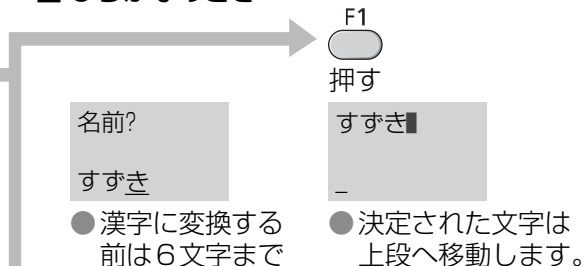 F1
押す
名前?
すずき
●漢字に変換する
前は6文字まで
すずき
_
●決定された文字は
上段へ移動します。